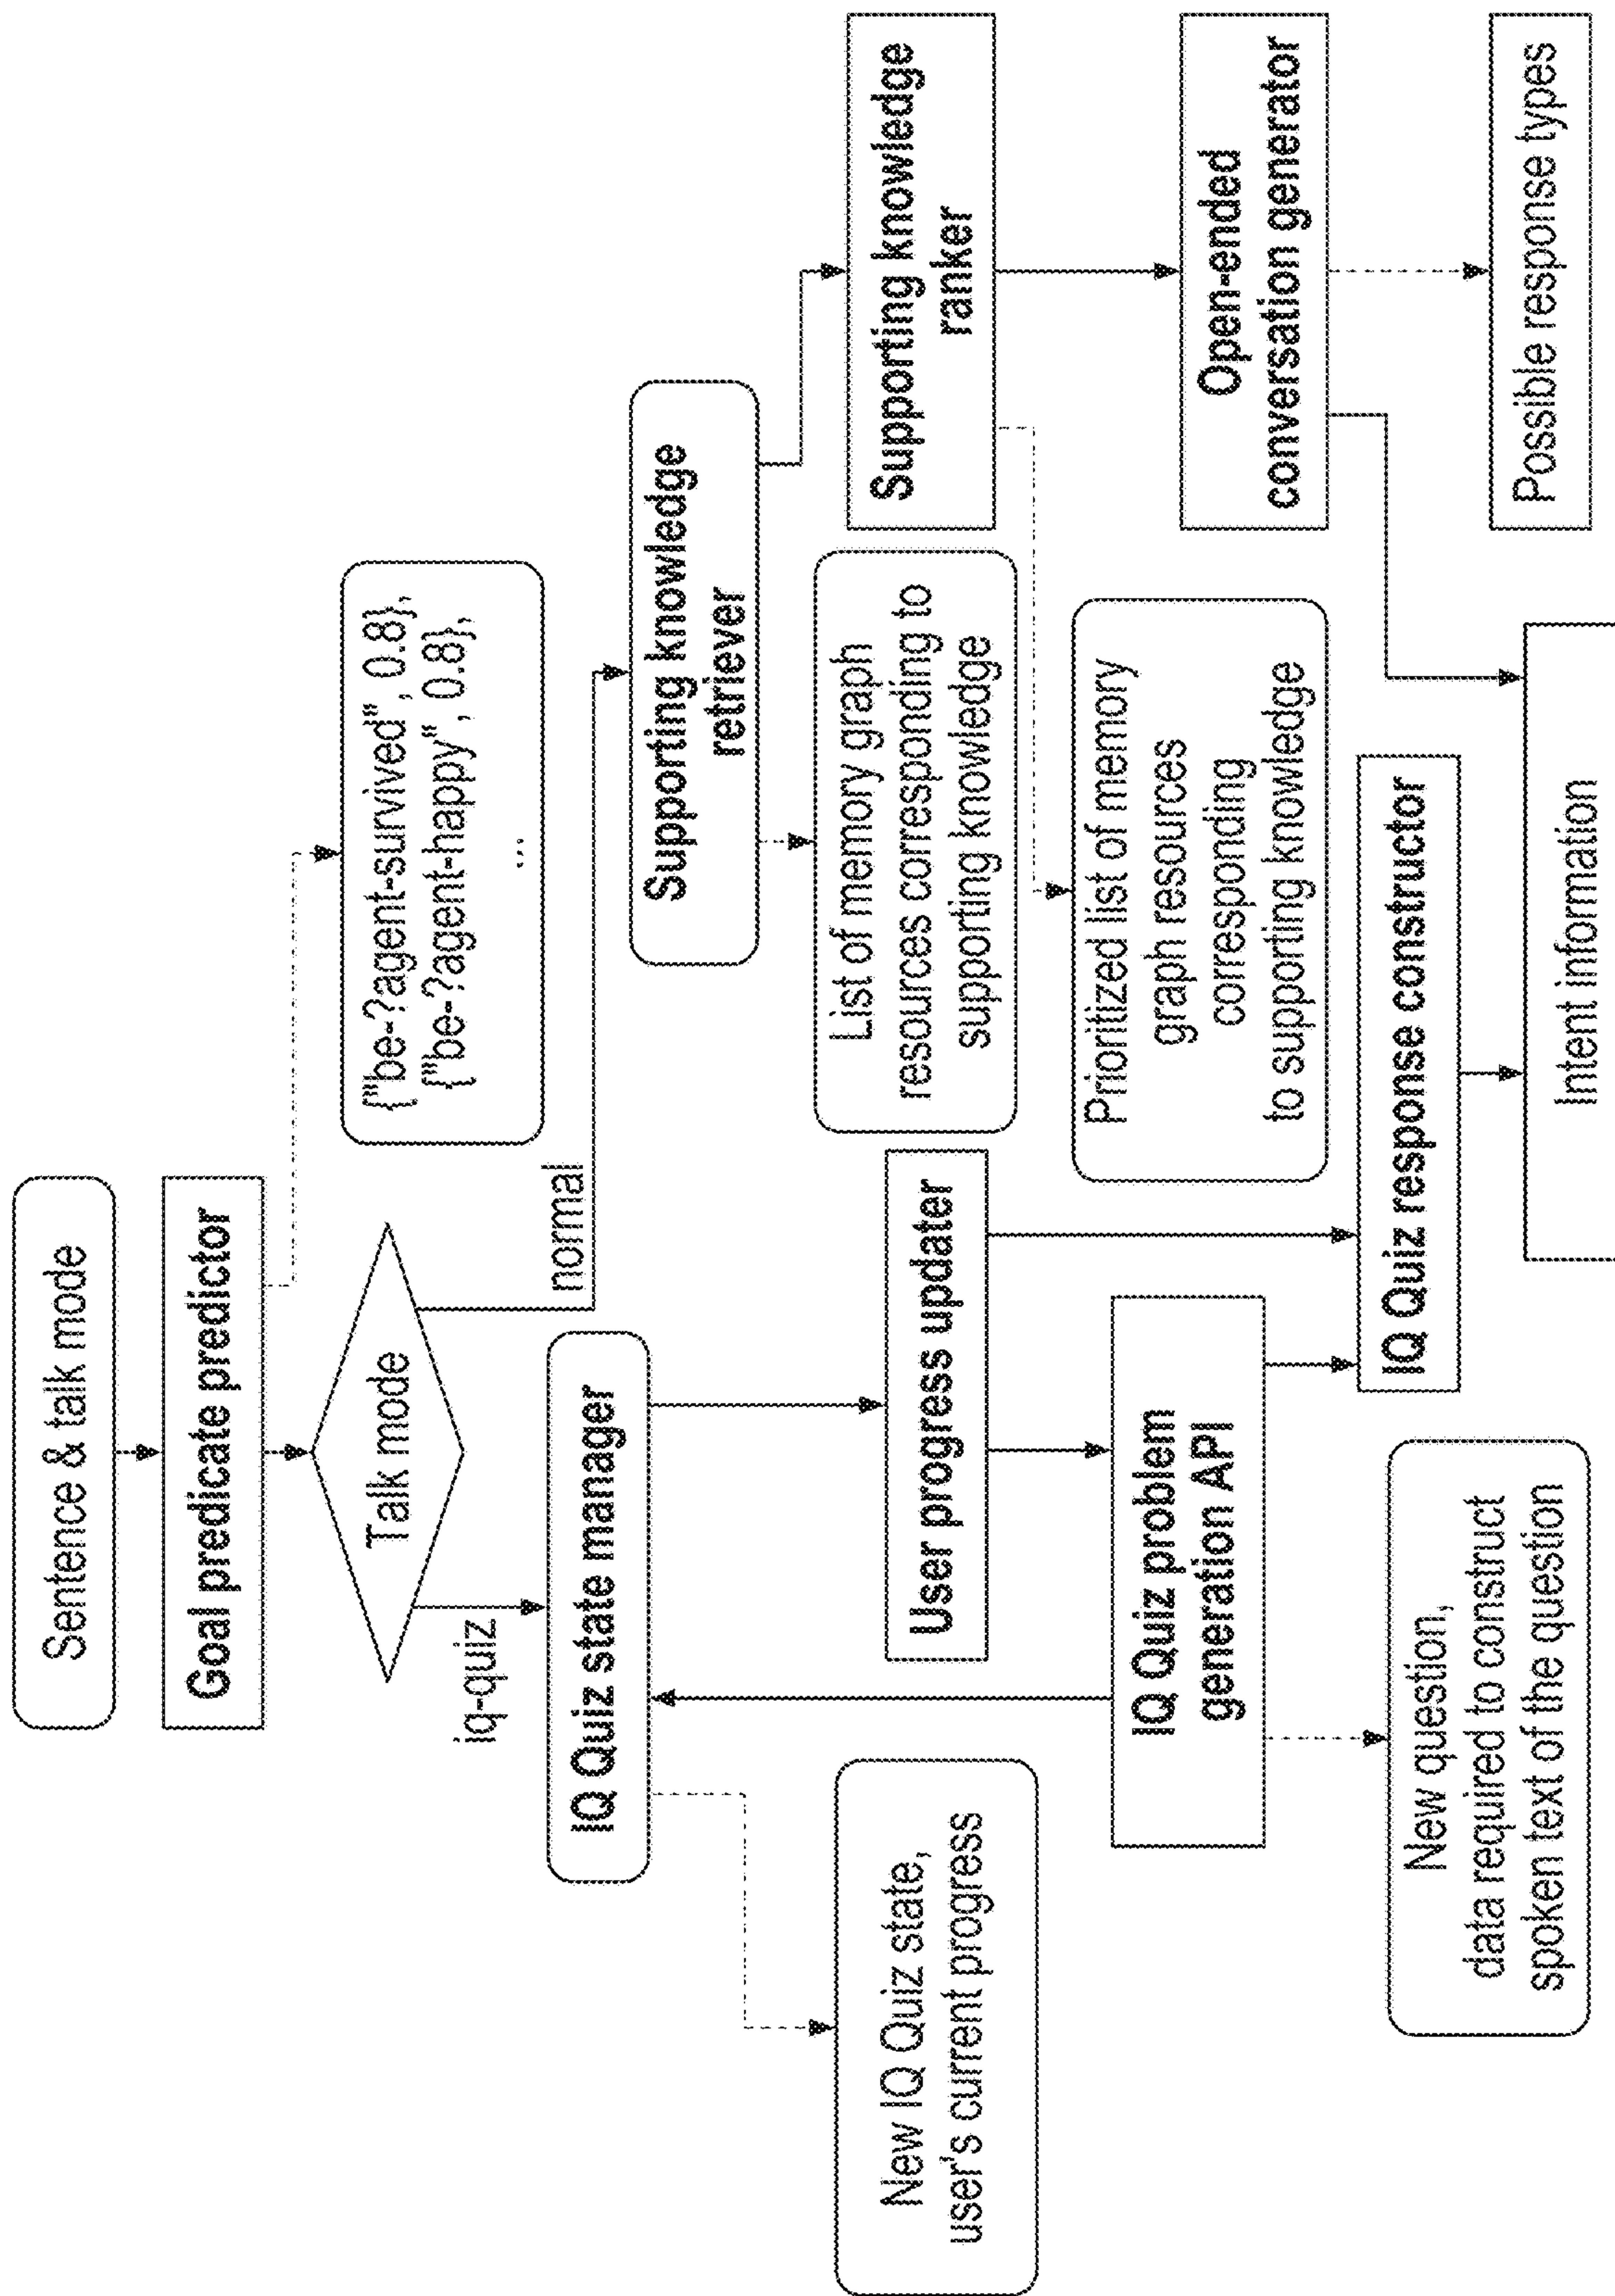 Sentence & talk mode
Goal predicate predictor
Talk mode
iq-quiz
normal
{"be-?agent-survived", 0.8},
{"be-?agent-happy", 0.8},
...
IQ Quiz state manager
Supporting knowledge
retriever
New IQ Quiz state,
user's current progress
User progress updater
List of memory graph
resources corresponding to
supporting knowledge
Supporting knowledge
ranker
IQ Quiz problem
generation API
Prioritized list of memory
graph resources
corresponding
to supporting knowledge
Open-ended
conversation generator
New question,
data required to construct
spoken text of the question
IQ Quiz response constructor
Intent information
Possible response types